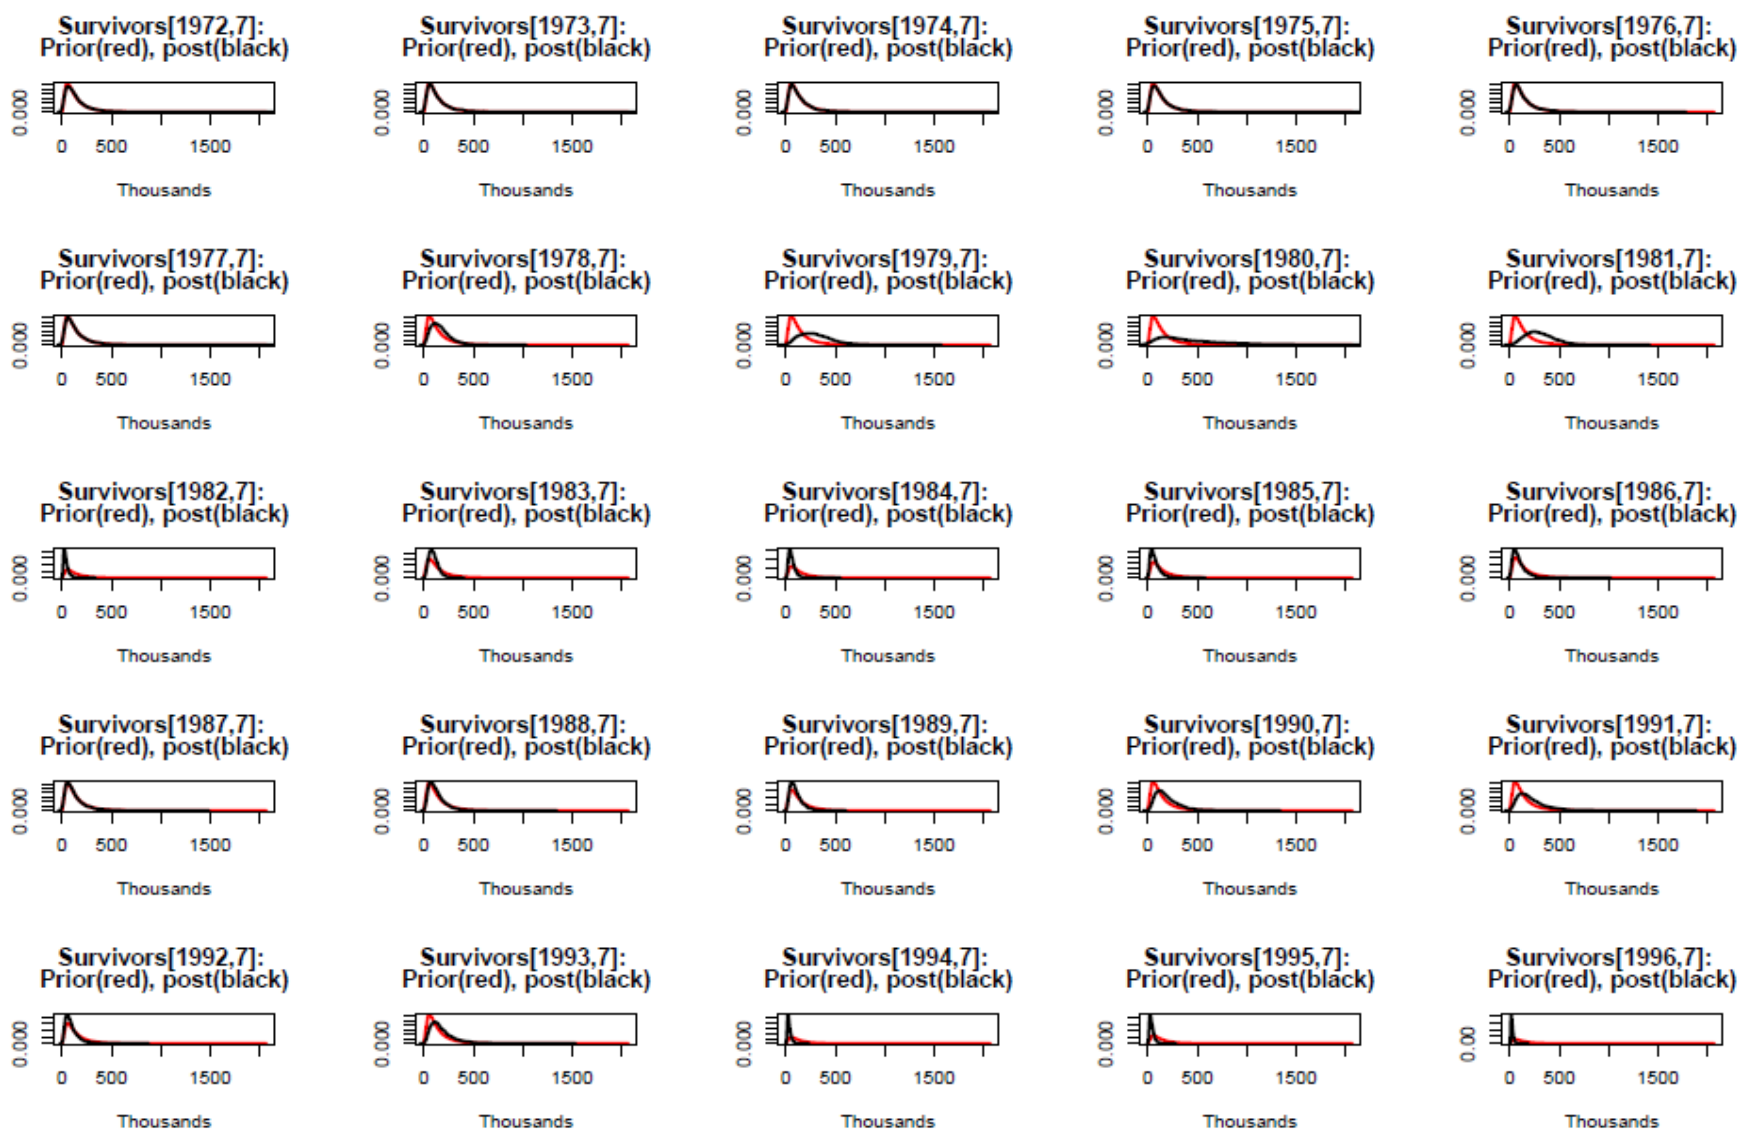 Survivors[1972,7]:
Prior(red), post(black)
0.000
0 500 1500
Thousands
Survivors[1973,7]:
Prior(red), post(black)
0.000
0 500 1500
Thousands
Survivors[1974,7]:
Prior(red), post(black)
0.000
0 500 1500
Thousands
Survivors[1975,7]:
Prior(red), post(black)
0.000
0 500 1500
Thousands
Survivors[1976,7]:
Prior(red), post(black)
0.000
0 500 1500
Thousands
Survivors[1977,7]:
Prior(red), post(black)
0.000
0 500 1500
Thousands
Survivors[1978,7]:
Prior(red), post(black)
0.000
0 500 1500
Thousands
Survivors[1979,7]:
Prior(red), post(black)
0.000
0 500 1500
Thousands
Survivors[1980,7]:
Prior(red), post(black)
0.000
0 500 1500
Thousands
Survivors[1981,7]:
Prior(red), post(black)
0.000
0 500 1500
Thousands
Survivors[1982,7]:
Prior(red), post(black)
0.000
0 500 1500
Thousands
Survivors[1983,7]:
Prior(red), post(black)
0.000
0 500 1500
Thousands
Survivors[1984,7]:
Prior(red), post(black)
0.000
0 500 1500
Thousands
Survivors[1985,7]:
Prior(red), post(black)
0.000
0 500 1500
Thousands
Survivors[1986,7]:
Prior(red), post(black)
0.000
0 500 1500
Thousands
Survivors[1987,7]:
Prior(red), post(black)
0.000
0 500 1500
Thousands
Survivors[1988,7]:
Prior(red), post(black)
0.000
0 500 1500
Thousands
Survivors[1989,7]:
Prior(red), post(black)
0.000
0 500 1500
Thousands
Survivors[1990,7]:
Prior(red), post(black)
0.000
0 500 1500
Thousands
Survivors[1991,7]:
Prior(red), post(black)
0.000
0 500 1500
Thousands
Survivors[1992,7]:
Prior(red), post(black)
0.000
0 500 1500
Thousands
Survivors[1993,7]:
Prior(red), post(black)
0.000
0 500 1500
Thousands
Survivors[1994,7]:
Prior(red), post(black)
0.000
0 500 1500
Thousands
Survivors[1995,7]:
Prior(red), post(black)
0.000
0 500 1500
Thousands
Survivors[1996,7]:
Prior(red), post(black)
0.00
0 500 1500
Thousands